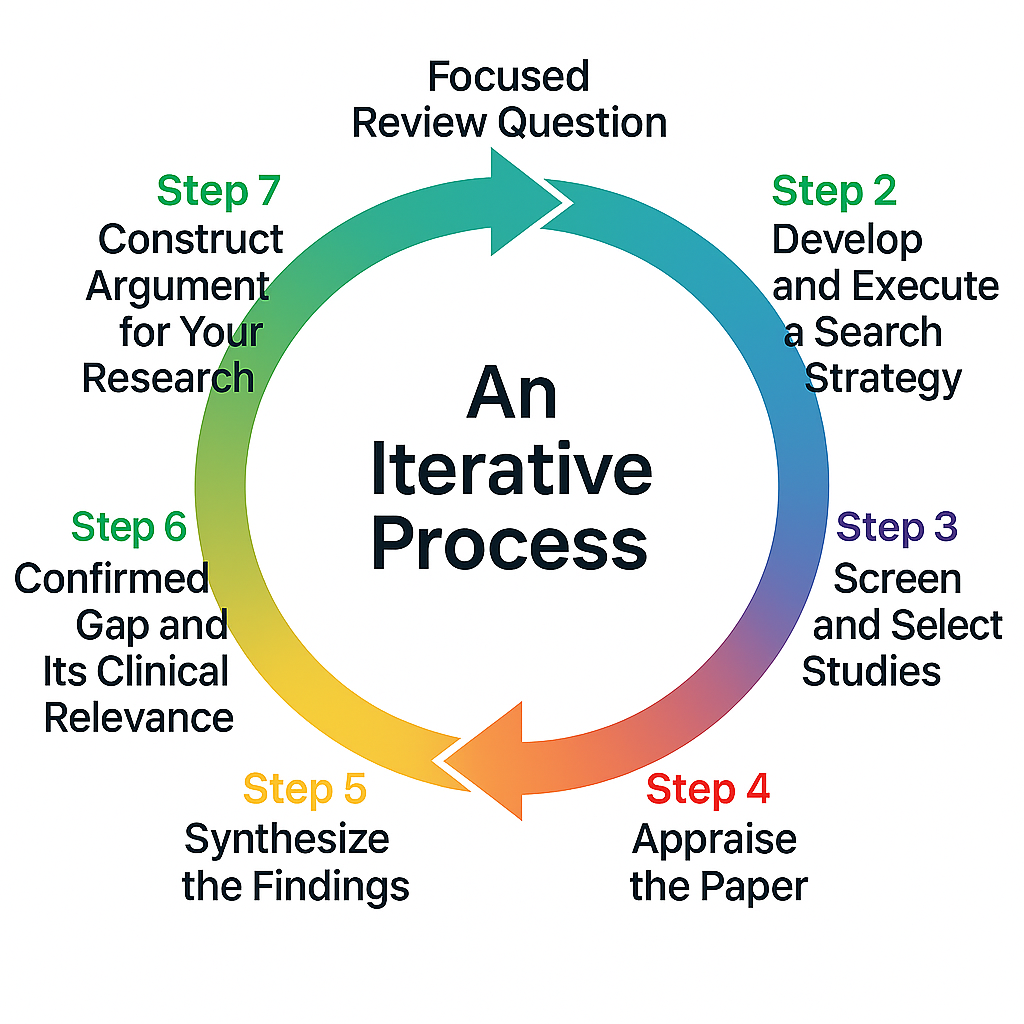 Focused
Review Question
Step 2
Develop
and Execute
a Search
Strategy
Step 3
Screen
and Select
Studies
Step 4
Appraise
the Paper
Step 5
Synthesize
the Findings
Step 6
Confirmed
Gap and
Its Clinical
Relevance
Step 7
Construct
Argument
for Your
Research
An
Iterative
Process